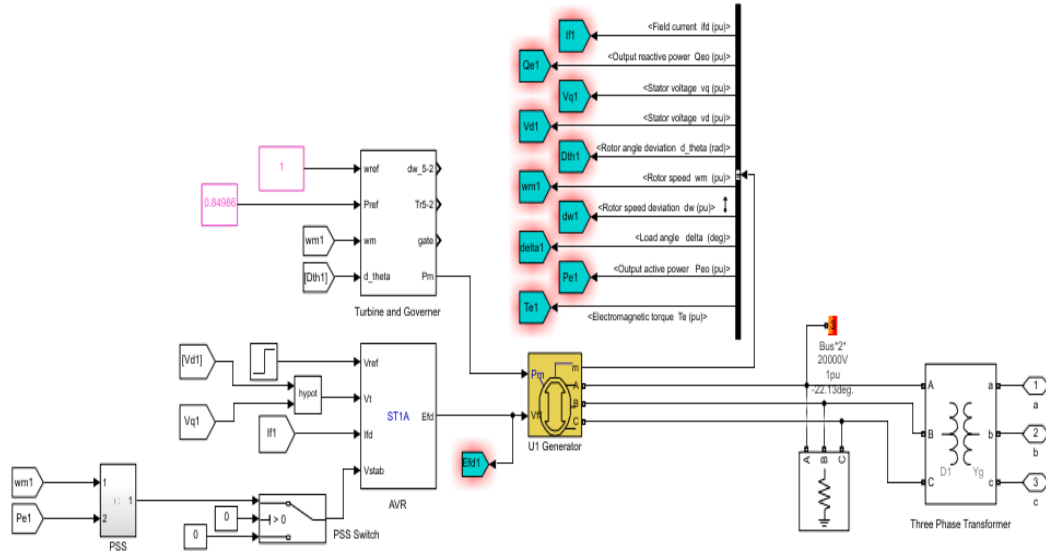 If1
<Field current ifd (pu)>
Qe1
<Output reactive power Qeo (pu)>
Vq1
<Stator voltage vq (pu)>
Vd1
<Stator voltage vd (pu)>
Dth1
<Rotor angle deviation d_theta (rad)>
wm1
<Rotor speed wm (pu)>
dw1
<Rotor speed deviation dw (pu)>
delta1
<Load angle delta (deg)>
Pe1
<Output active power Peo (pu)>
Te1
<Electromagnetic torque Te (pu)>
1
0.84986
wm1
[Dth1]
wref
Pref
wm
d_theta
dw_5-2
Tr5-2
gate
Pm
Turbine and Governer
[Vd1]
Vq1
If1
hypot
Vref
Vt
Ifd
Vstab
ST1A
Efd
AVR
Efd1
Pm
m
A
B
C
U1 Generator
Bus*2*
20000V
1pu
-22.13deg.
A B C
A
B
C
a
b
c
D1 Yg
Three Phase Transformer
1
a
2
b
3
c
wm1
Pe1
1
2
1
PSS
0
0
> 0
PSS Switch